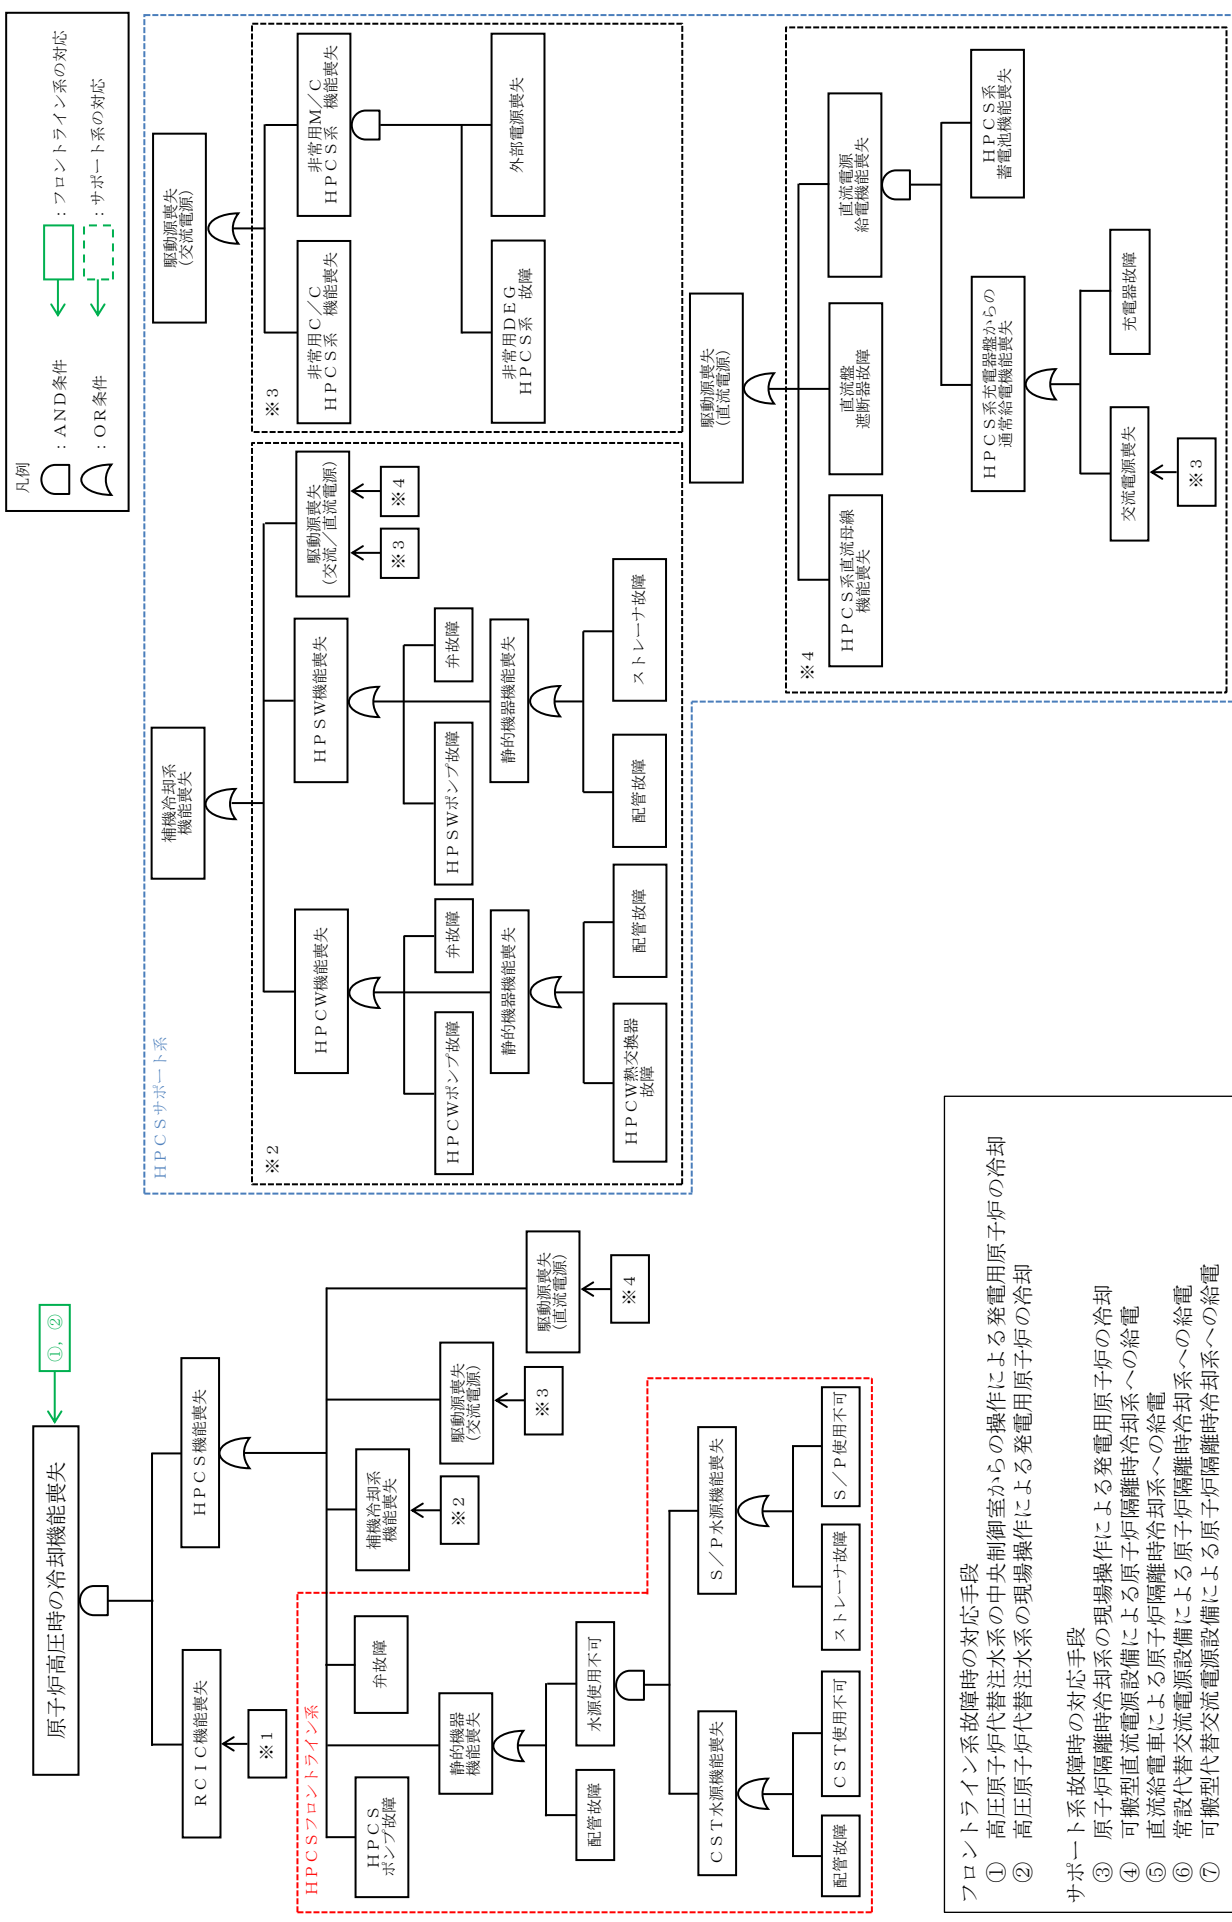 原子炉高圧時の冷却機能喪失
①, ②
RCIC機能喪失
※1
HPCS機能喪失
HPCSフロントライン系
HPCS
ポンプ故障
弁故障
補機冷却系
機能喪失
※2
静的機器
機能喪失
駆動源喪失
(交流電源)
※3
駆動源喪失
(直流電源)
※4
配管故障
水源使用不可
CST水源機能喪失
S/P水源機能喪失
配管故障
CST使用不可
ストレーナ故障
S/P使用不可
フロントライン系故障時の対応手段
① 高圧原子炉代替注水系の中央制御室からの操作による発電用原子炉の冷却
② 高圧原子炉代替注水系の現場操作による発電用原子炉の冷却
サポート系故障時の対応手段
③ 原子炉隔離時冷却系の現場操作による発電用原子炉の冷却
④ 可搬型直流電源設備による原子炉隔離時冷却系への給電
⑤ 直流給電車による原子炉隔離時冷却系への給電
⑥ 常設代替交流電源設備による原子炉隔離時冷却系への給電
⑦ 可搬型代替交流電源設備による原子炉隔離時冷却系への給電
HPCSサポート系
補機冷却系
機能喪失
※2
HPCW機能喪失
HPSW機能喪失
駆動源喪失
(交流/直流電源)
※3
※4
HPCWポンプ故障
弁故障
HPSWポンプ故障
弁故障
静的機器機能喪失
静的機器機能喪失
HPCW熱交換器
故障
配管故障
配管故障
ストレーナ故障
駆動源喪失
(交流電源)
※3
非常用C/C
HPCS系 機能喪失
非常用M/C
HPCS系 機能喪失
非常用DEG
HPCS系 故障
外部電源喪失
駆動源喪失
(直流電源)
※4
HPCS系直流母線
機能喪失
直流盤
遮断器故障
直流電源
給電機能喪失
HPCS系充電器盤からの
通常給電機能喪失
HPCS系
蓄電池機能喪失
交流電源喪失
※3
充電器故障
凡例
:AND条件
:フロントライン系の対応
:OR条件
:サポート系の対応